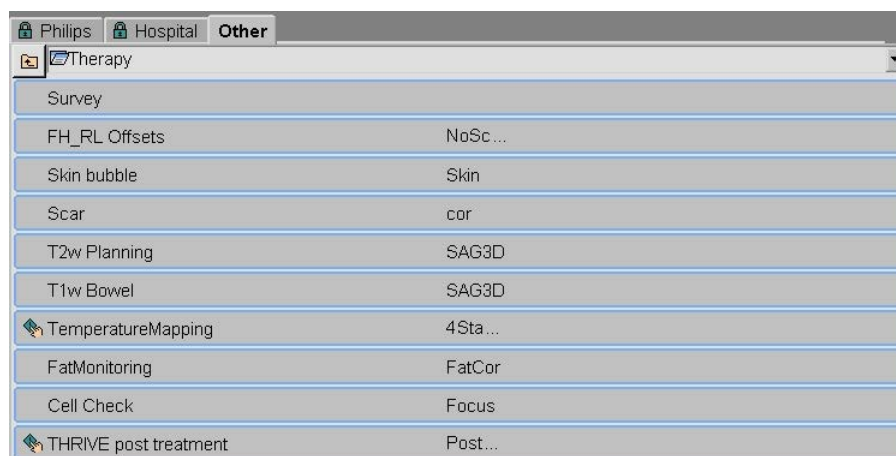 Philips Hospital Other
Therapy
Survey
FH_RL Offsets NoSc...
Skin bubble Skin
Scar cor
T2w Planning SAG3D
T1w Bowel SAG3D
TemperatureMapping 4Sta...
FatMonitoring FatCor
Cell Check Focus
THRIVE post treatment Post...